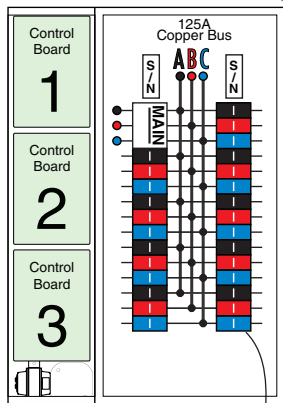 Control
Board
1
Control
Board
2
Control
Board
3
125A
Copper Bus
S/N
A B C
S/N
MAIN